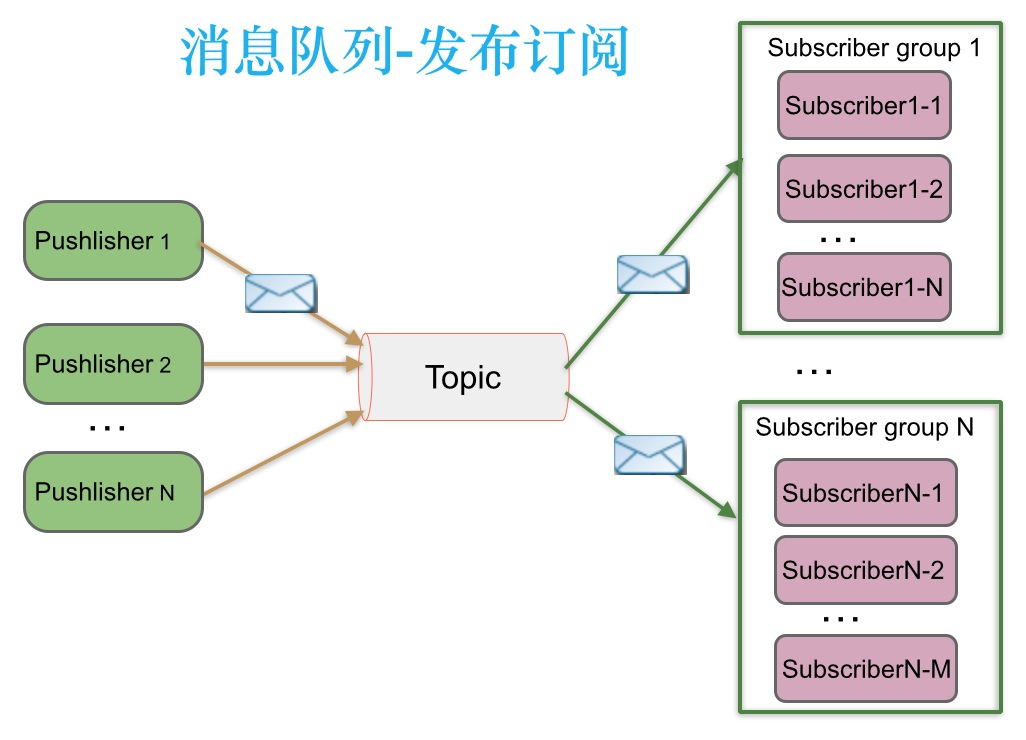 消息队列-发布订阅
Pushlisher 1
Pushlisher 2
...
Pushlisher N
Topic
Subscriber group 1
Subscriber1-1
Subscriber1-2
...
Subscriber1-N
...
Subscriber group N
SubscriberN-1
SubscriberN-2
...
SubscriberN-M